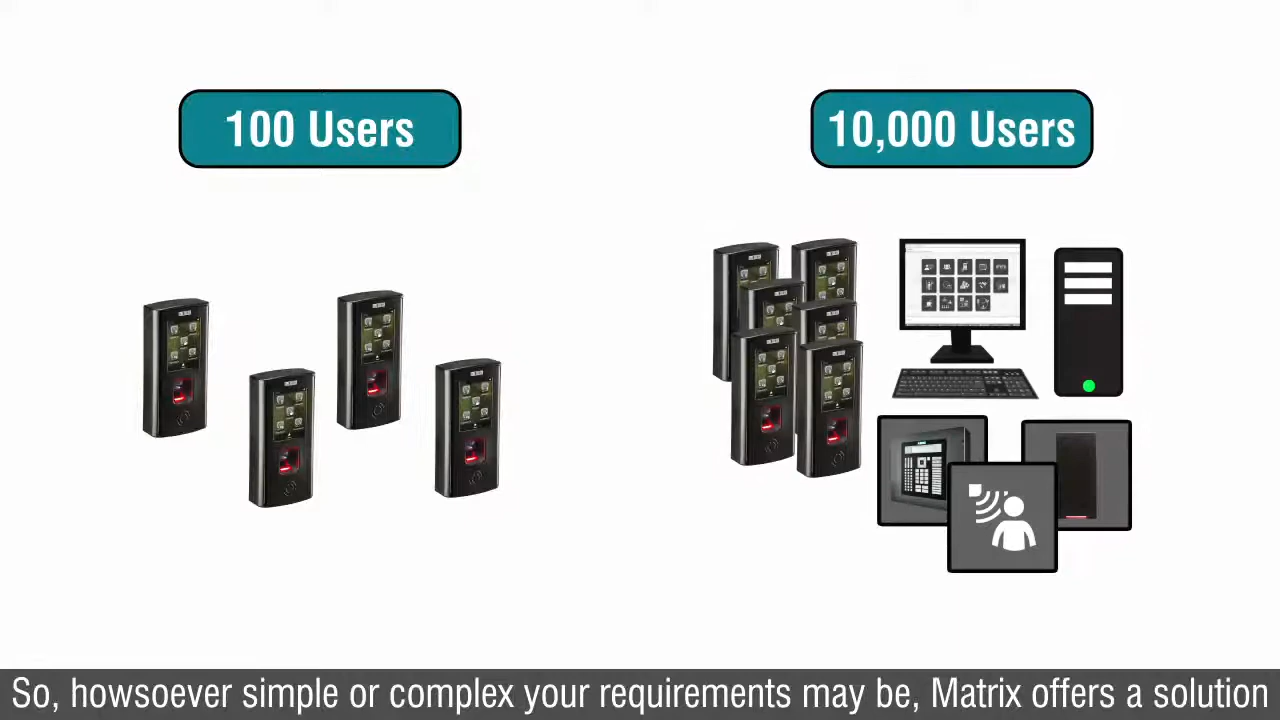 100 Users
10,000 Users
So, howsoever simple or complex your requirements may be, Matrix offers a solution